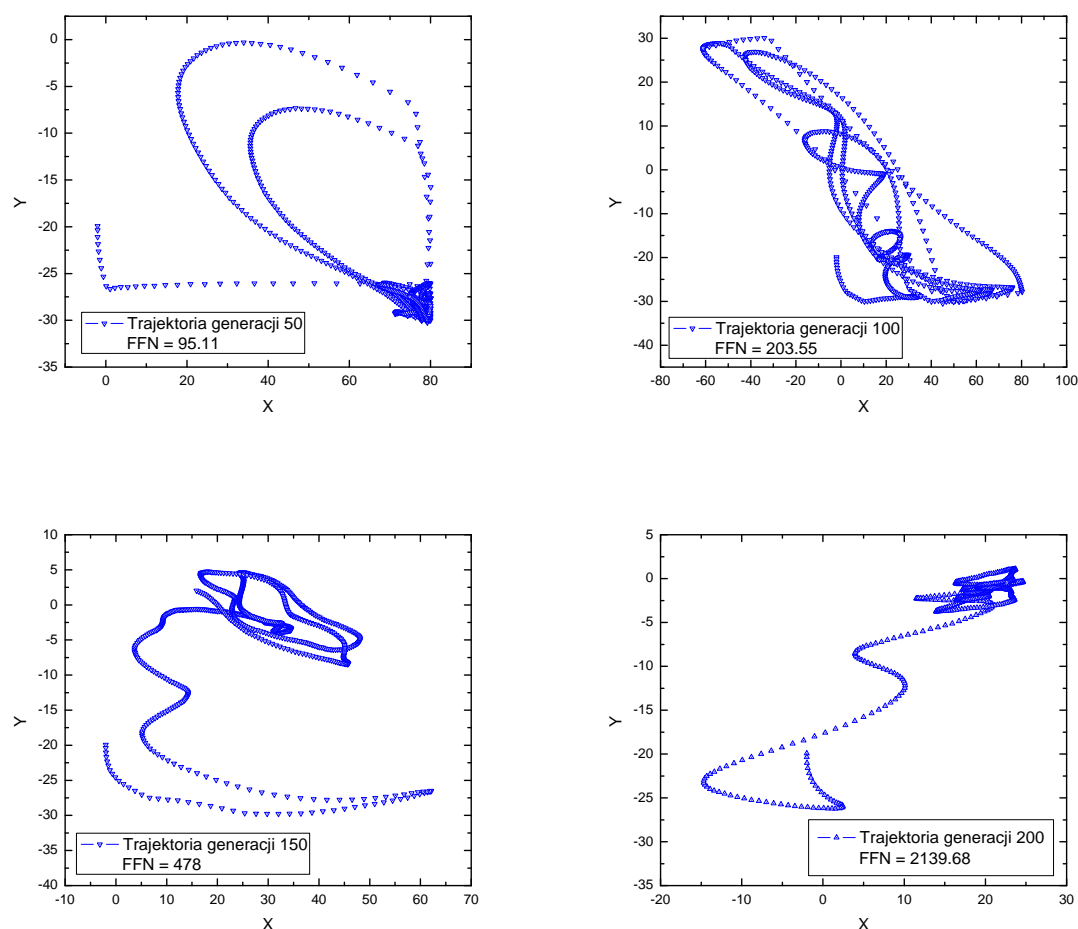 0
-5
-10
-15
-20
-25
-30
-35
Y
0 20 40 60 80
X
Trajektoria generacji 50
FFN = 95.11
30
20
10
0
-10
-20
-30
-40
Y
-80 -60 -40 -20 0 20 40 60 80 100
X
Trajektoria generacji 100
FFN = 203.55
10
5
0
-5
-10
-15
-20
-25
-30
-35
-40
Y
-10 0 10 20 30 40 50 60 70
X
Trajektoria generacji 150
FFN = 478
5
0
-5
-10
-15
-20
-25
-30
-35
Y
-20 -10 0 10 20 30
X
Trajektoria generacji 200
FFN = 2139.68